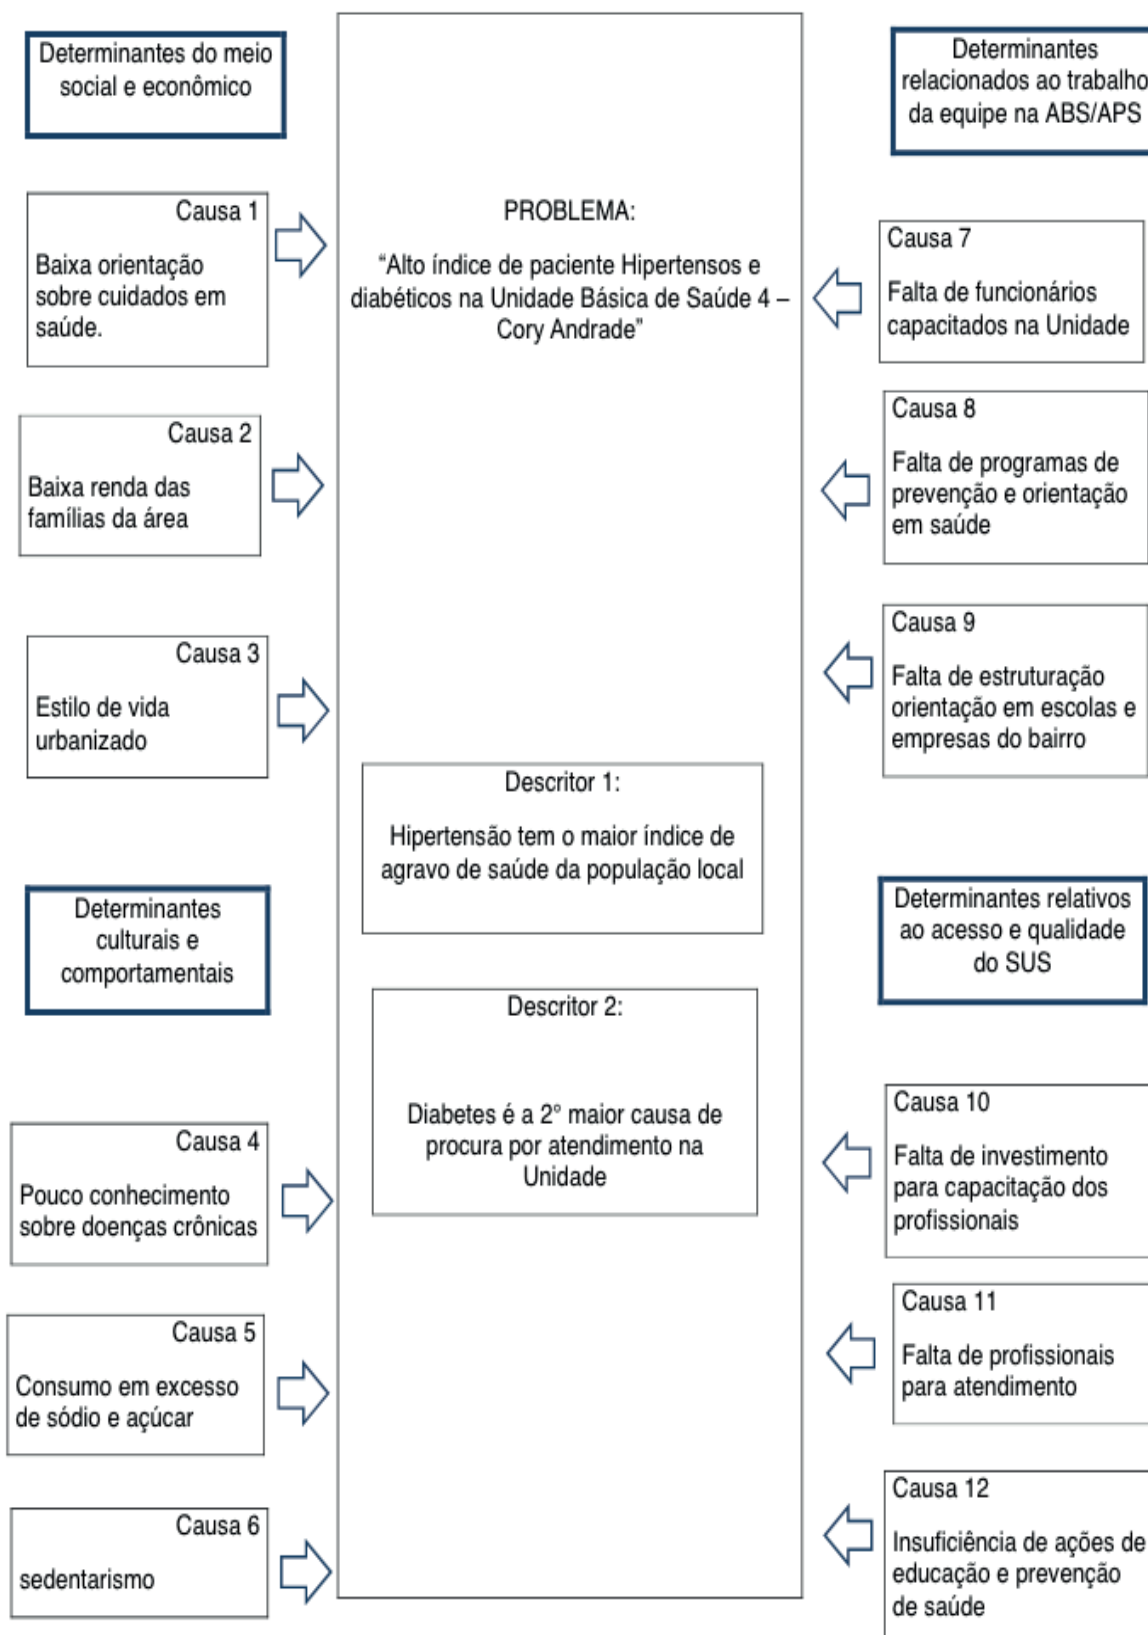 Determinantes do meio
social e econômico
Causa 1
Baixa orientação
sobre cuidados em
saúde.
Causa 2
Baixa renda das
famílias da área
Causa 3
Estilo de vida
urbanizado
Determinantes
culturais e
comportamentais
Causa 4
Pouco conhecimento
sobre doenças crônicas
Causa 5
Consumo em excesso
de sódio e açúcar
Causa 6
sedentarismo
PROBLEMA:
“Alto índice de paciente Hipertensos e
diabéticos na Unidade Básica de Saúde 4 –
Cory Andrade”
Descritor 1:
Hipertensão tem o maior índice de
agravo de saúde da população local
Descritor 2:
Diabetes é a 2° maior causa de
procura por atendimento na
Unidade
Determinantes
relacionados ao trabalho
da equipe na ABS/APS
Causa 7
Falta de funcionários
capacitados na Unidade
Causa 8
Falta de programas de
prevenção e orientação
em saúde
Causa 9
Falta de estruturação
orientação em escolas e
empresas do bairro
Determinantes relativos
ao acesso e qualidade
do SUS
Causa 10
Falta de investimento
para capacitação dos
profissionais
Causa 11
Falta de profissionais
para atendimento
Causa 12
Insuficiência de ações de
educação e prevenção
de saúde